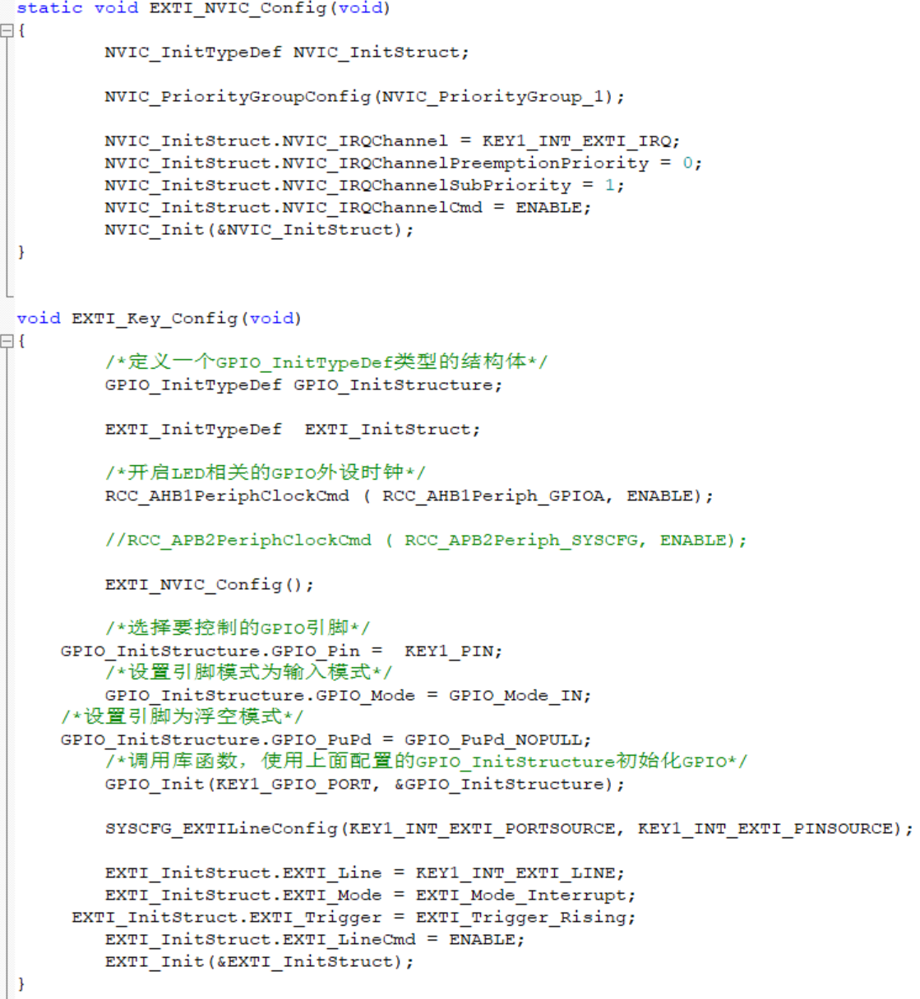 static void EXTI_NVIC_Config(void)
{
NVIC_InitTypeDef NVIC_InitStruct;
NVIC_PriorityGroupConfig(NVIC_PriorityGroup_1);
NVIC_InitStruct.NVIC_IRQChannel = KEY1_INT_EXTI_IRQ;
NVIC_InitStruct.NVIC_IRQChannelPreemptionPriority = 0;
NVIC_InitStruct.NVIC_IRQChannelSubPriority = 1;
NVIC_InitStruct.NVIC_IRQChannelCmd = ENABLE;
NVIC_Init(&NVIC_InitStruct);
}
void EXTI_Key_Config(void)
{
/*定义一个GPIO_InitTypeDef类型的结构体*/
GPIO_InitTypeDef GPIO_InitStructure;
EXTI_InitTypeDef  EXTI_InitStruct;
/*开启LED相关的GPIO外设时钟*/
RCC_AHB1PeriphClockCmd ( RCC_AHB1Periph_GPIOA, ENABLE);
//RCC_APB2PeriphClockCmd ( RCC_APB2Periph_SYSCFG, ENABLE);
EXTI_NVIC_Config();
/*选择要控制的GPIO引脚*/
GPIO_InitStructure.GPIO_Pin =  KEY1_PIN;
/*设置引脚模式为输入模式*/
GPIO_InitStructure.GPIO_Mode = GPIO_Mode_IN;
/*设置引脚为浮空模式*/
GPIO_InitStructure.GPIO_PuPd = GPIO_PuPd_NOPULL;
/*调用库函数，使用上面配置的GPIO_InitStructure初始化GPIO*/
GPIO_Init(KEY1_GPIO_PORT, &GPIO_InitStructure);
SYSCFG_EXTILineConfig(KEY1_INT_EXTI_PORTSOURCE, KEY1_INT_EXTI_PINSOURCE);
EXTI_InitStruct.EXTI_Line = KEY1_INT_EXTI_LINE;
EXTI_InitStruct.EXTI_Mode = EXTI_Mode_Interrupt;
EXTI_InitStruct.EXTI_Trigger = EXTI_Trigger_Rising;
EXTI_InitStruct.EXTI_LineCmd = ENABLE;
EXTI_Init(&EXTI_InitStruct);
}